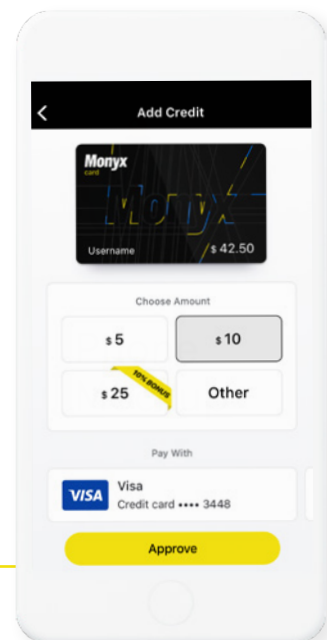 Add Credit
Monyx
card
Monyx
Username
$ 42.50
Choose Amount
$ 5
$ 10
10% BONUS
$ 25
Other
Pay With
VISA
Visa
Credit card •••• 3448
Approve